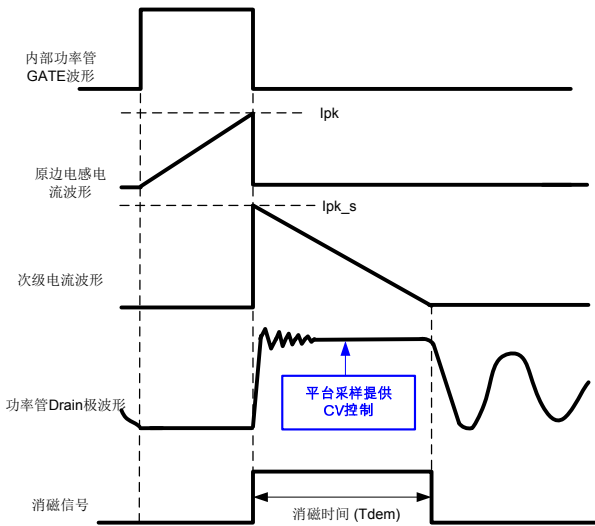 内部功率管
GATE波形
Ipk
原边电感电
流波形
Ipk_s
次级电流波形
平台采样提供
CV控制
功率管Drain极波形
消磁信号
消磁时间 (Tdem)